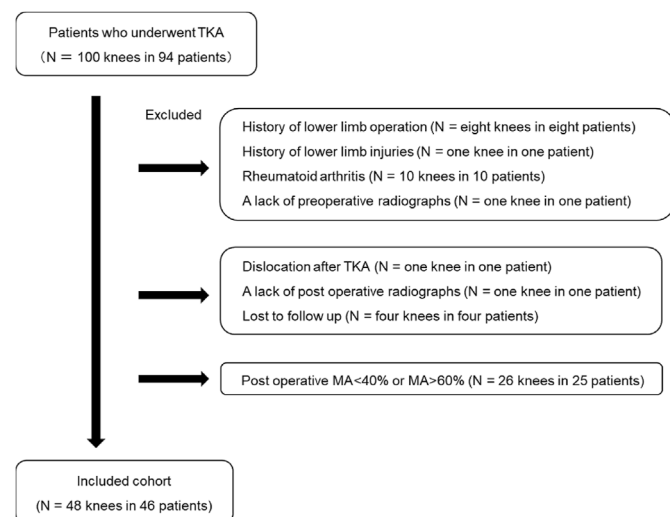 Patients who underwent TKA
(N = 100 knees in 94 patients)
Excluded
History of lower limb operation (N = eight knees in eight patients)
History of lower limb injuries (N = one knee in one patient)
Rheumatoid arthritis (N = 10 knees in 10 patients)
A lack of preoperative radiographs (N = one knee in one patient)
Dislocation after TKA (N = one knee in one patient)
A lack of post operative radiographs (N = one knee in one patient)
Lost to follow up (N = four knees in four patients)
Post operative MA<40% or MA>60% (N = 26 knees in 25 patients)
Included cohort
(N = 48 knees in 46 patients)